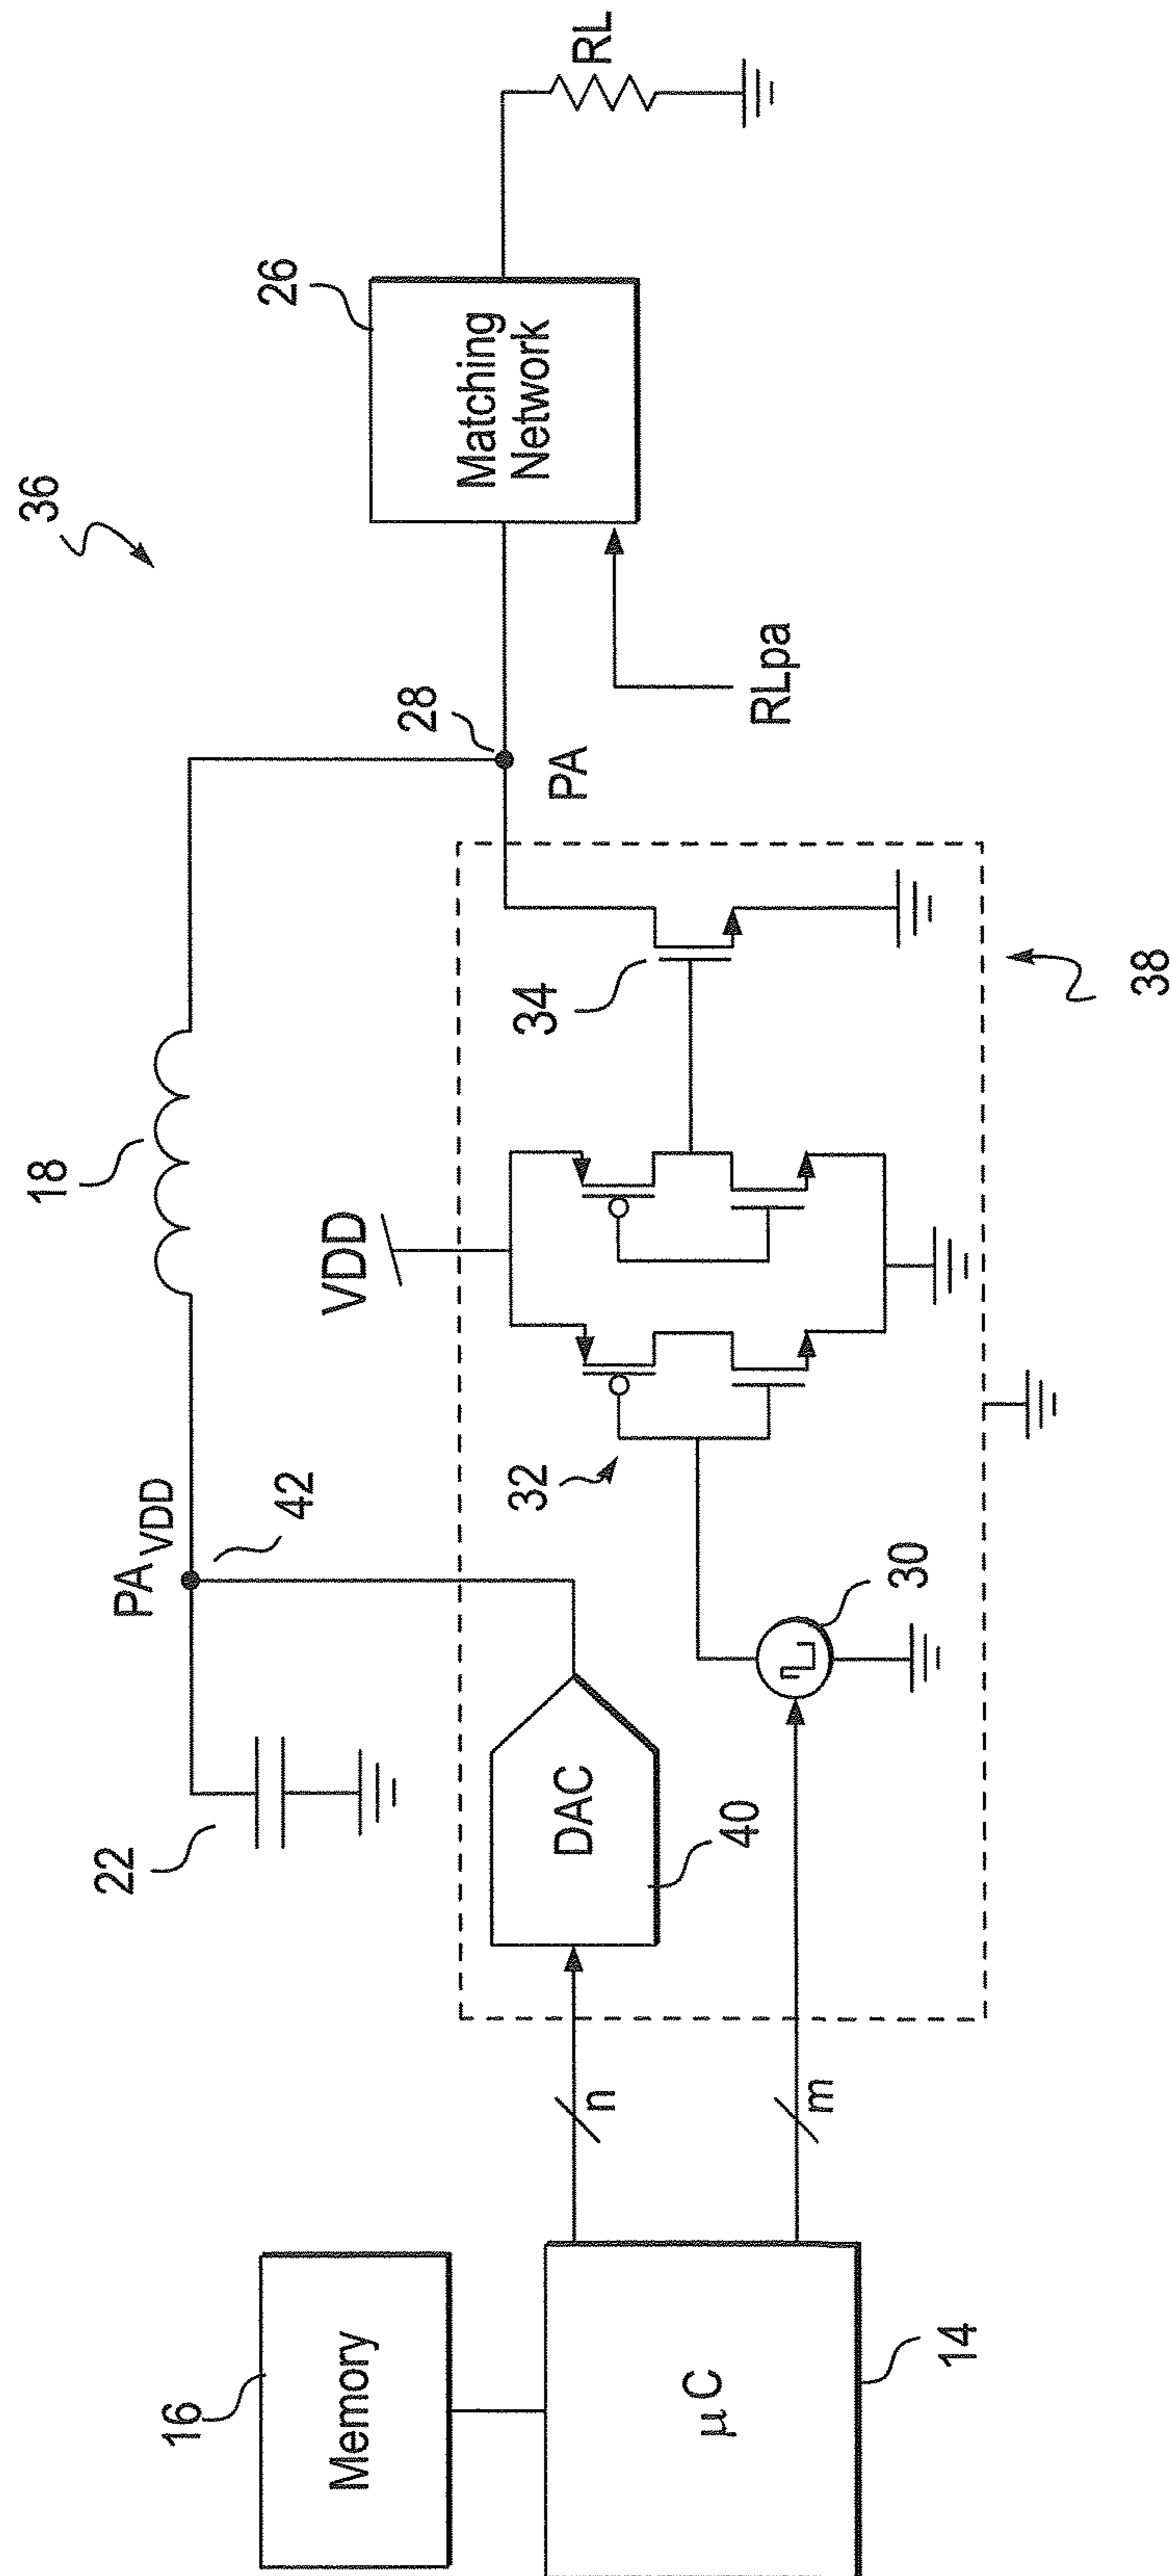 36
18
28
26
RL
PA VDD
42
22
VDD
PA
Matching
Network
RLpa
16
Memory
34
32
DAC
40
30
n
m
µC
14
38